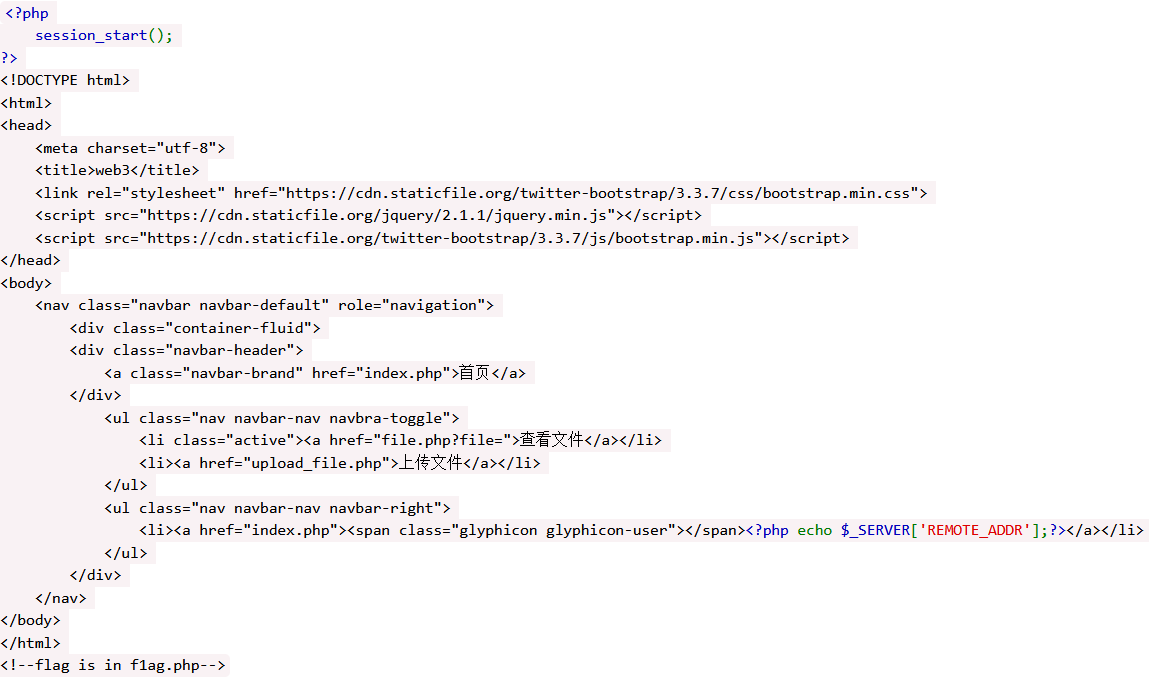 <?php
    session_start();
?>
<!DOCTYPE html>
<html>
<head>
    <meta charset="utf-8">
    <title>web3</title>
    <link rel="stylesheet" href="https://cdn.staticfile.org/twitter-bootstrap/3.3.7/css/bootstrap.min.css">
    <script src="https://cdn.staticfile.org/jquery/2.1.1/jquery.min.js"></script>
    <script src="https://cdn.staticfile.org/twitter-bootstrap/3.3.7/js/bootstrap.min.js"></script>
</head>
<body>
    <nav class="navbar navbar-default" role="navigation">
        <div class="container-fluid">
        <div class="navbar-header">
            <a class="navbar-brand" href="index.php">首页</a>
        </div>
            <ul class="nav navbar-nav navbra-toggle">
                <li class="active"><a href="file.php?file=">查看文件</a></li>
                <li><a href="upload_file.php">上传文件</a></li>
            </ul>
            <ul class="nav navbar-nav navbar-right">
                <li><a href="index.php"><span class="glyphicon glyphicon-user"></span><?php echo $_SERVER['REMOTE_ADDR'];?></a></li>
            </ul>
        </div>
    </nav>
</body>
</html>
<!--flag is in f1ag.php-->